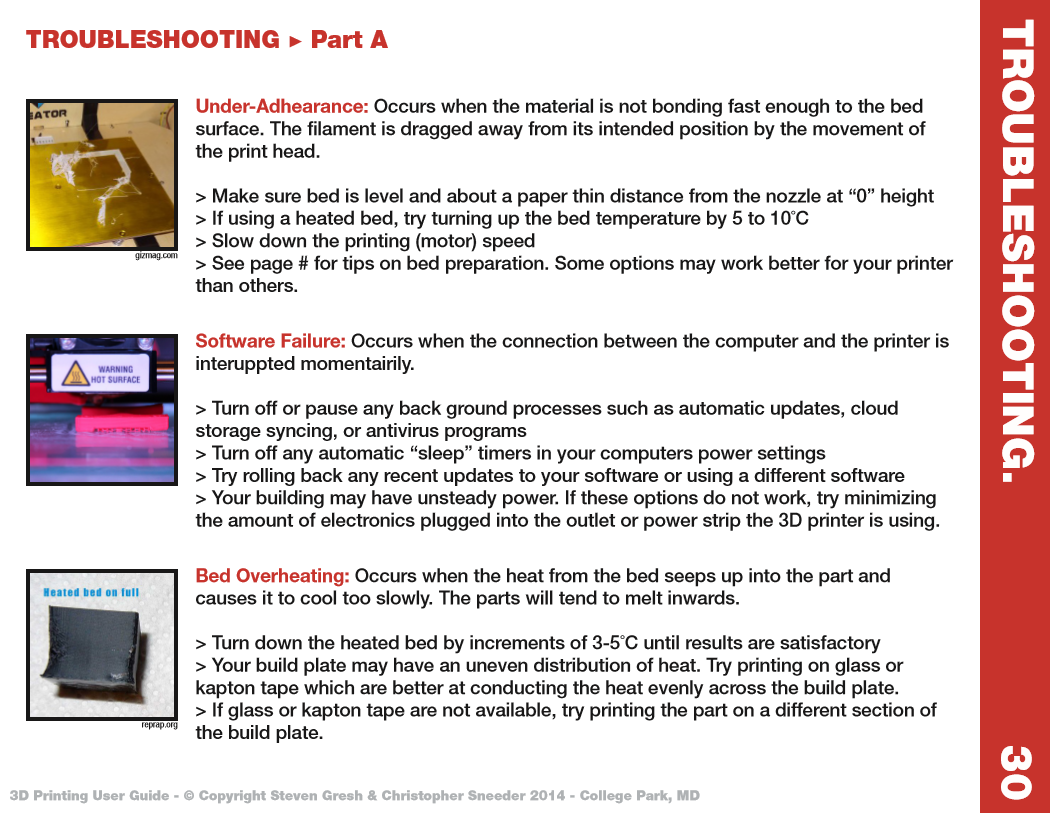 TROUBLESHOOTING ► Part A
EATOR
gizmag.com
Under-Adhearance: Occurs when the material is not bonding fast enough to the bed
surface. The filament is dragged away from its intended position by the movement of
the print head.
> Make sure bed is level and about a paper thin distance from the nozzle at “0” height
> If using a heated bed, try turning up the bed temperature by 5 to 10°C
> Slow down the printing (motor) speed
> See page # for tips on bed preparation. Some options may work better for your printer
than others.
WARNING
HOT SURFACE
Software Failure: Occurs when the connection between the computer and the printer is
interuppted momentairily.
> Turn off or pause any back ground processes such as automatic updates, cloud
storage syncing, or antivirus programs
> Turn off any automatic “sleep” timers in your computers power settings
> Try rolling back any recent updates to your software or using a different software
> Your building may have unsteady power. If these options do not work, try minimizing
the amount of electronics plugged into the outlet or power strip the 3D printer is using.
Heated bed on full
reprap.org
Bed Overheating: Occurs when the heat from the bed seeps up into the part and
causes it to cool too slowly. The parts will tend to melt inwards.
> Turn down the heated bed by increments of 3-5°C until results are satisfactory
> Your build plate may have an uneven distribution of heat. Try printing on glass or
kapton tape which are better at conducting the heat evenly across the build plate.
> If glass or kapton tape are not available, try printing the part on a different section of
the build plate.
3D Printing User Guide - © Copyright Steven Gresh & Christopher Sneeder 2014 - College Park, MD
TROUBLESHOOTING.
30